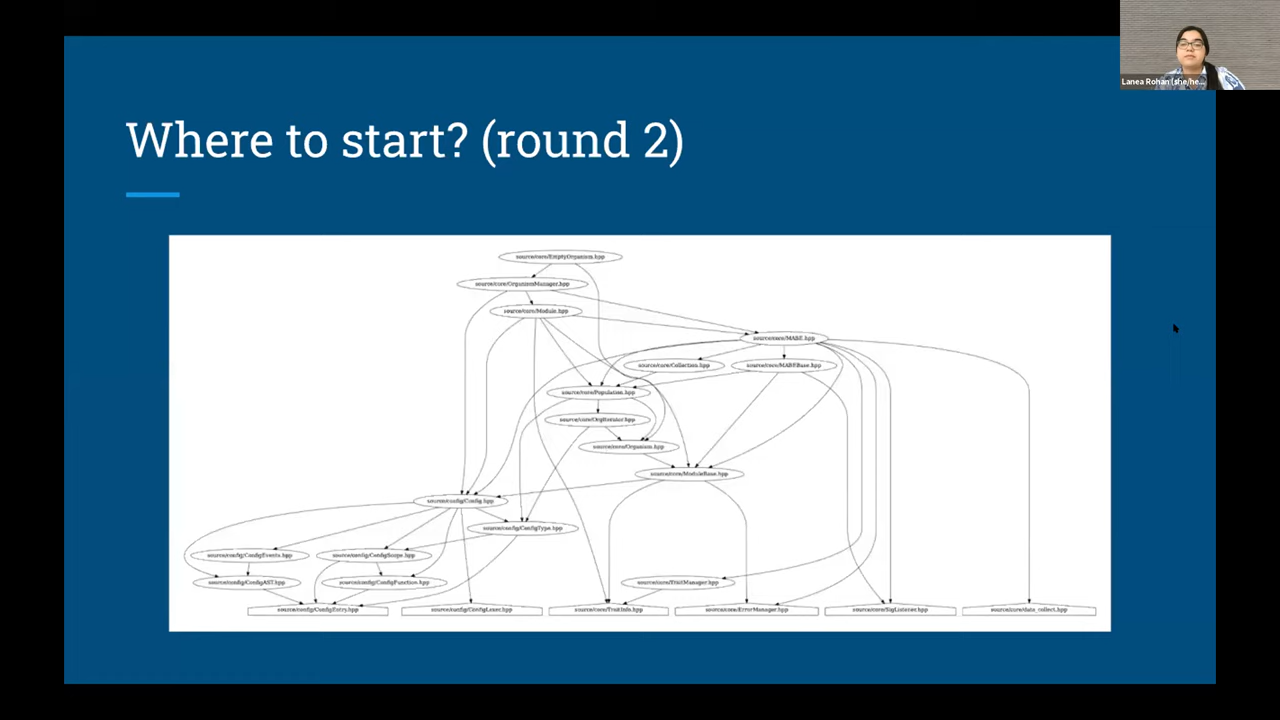 Lanea Rohan (she/he...
Where to start? (round 2)
source/core/EmptyOrganism.hpp
source/core/OrganismManager.hpp
source/core/Module.hpp
source/core/MABE.hpp
source/core/Collection.hpp
source/core/MABEBase.hpp
source/core/Population.hpp
source/core/OrgIterator.hpp
source/core/Organism.hpp
source/core/ModuleBase.hpp
source/config/Config.hpp
source/config/ConfigType.hpp
source/config/ConfigEvents.hpp
source/config/ConfigScope.hpp
source/config/ConfigAST.hpp
source/config/ConfigFunction.hpp
source/core/TraitManager.hpp
source/config/ConfigEntry.hpp
source/config/ConfigLexer.hpp
source/core/TraitInfo.hpp
source/core/ErrorManager.hpp
source/core/SigListener.hpp
source/core/data_collect.hpp